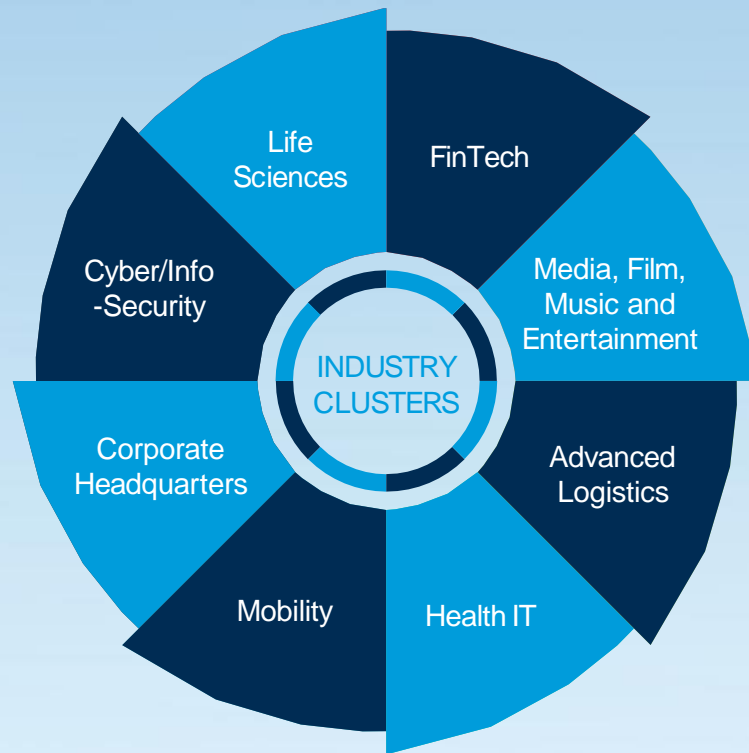 Life
Sciences
FinTech
Cyber/Info
-Security
Media, Film,
Music and
Entertainment
INDUSTRY
CLUSTERS
Corporate
Headquarters
Advanced
Logistics
Mobility
Health IT